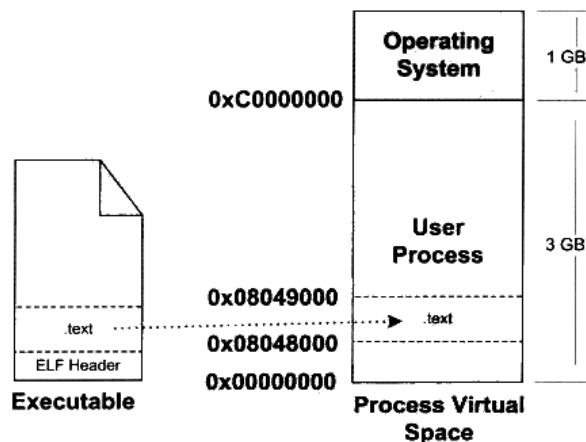 Operating
System
1 GB
0xC0000000
User
Process
3 GB
0x08049000
.text
.text
0x08048000
ELF Header
0x00000000
Executable
Process Virtual
Space